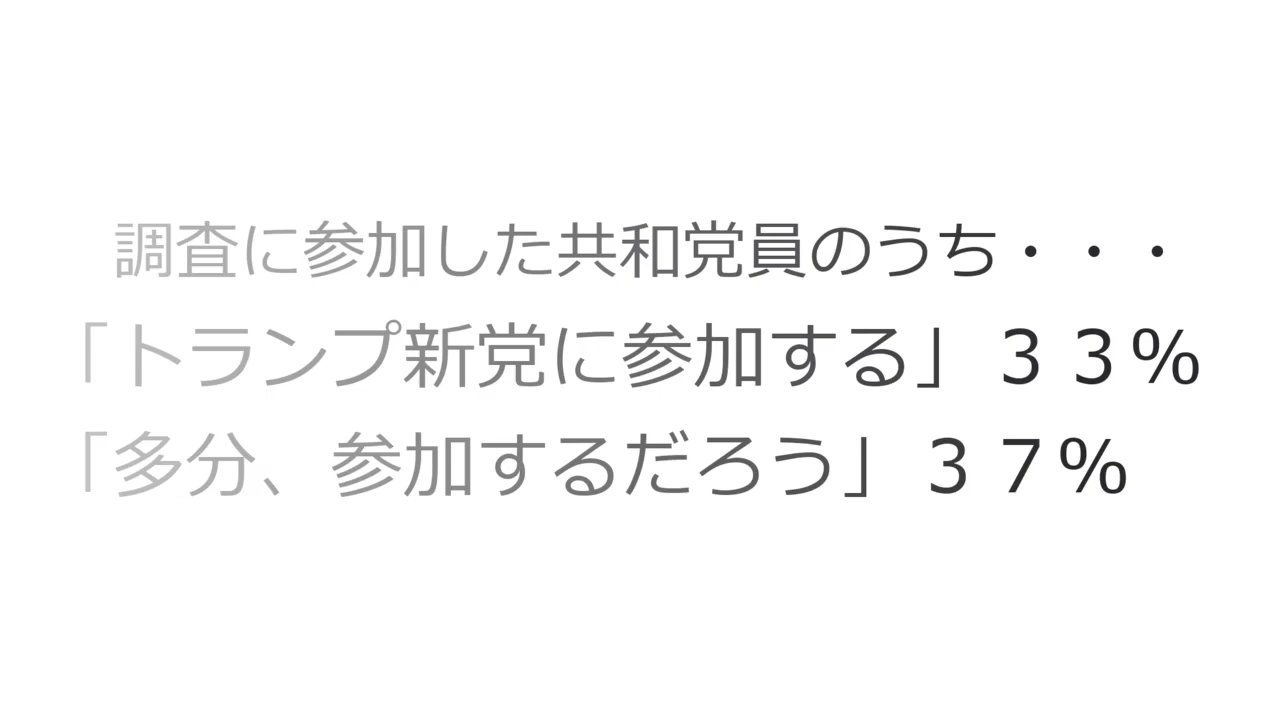 調査に参加した共和党員のうち・・・
「トランプ新党に参加する」３３%
「多分、参加するだろう」３７%